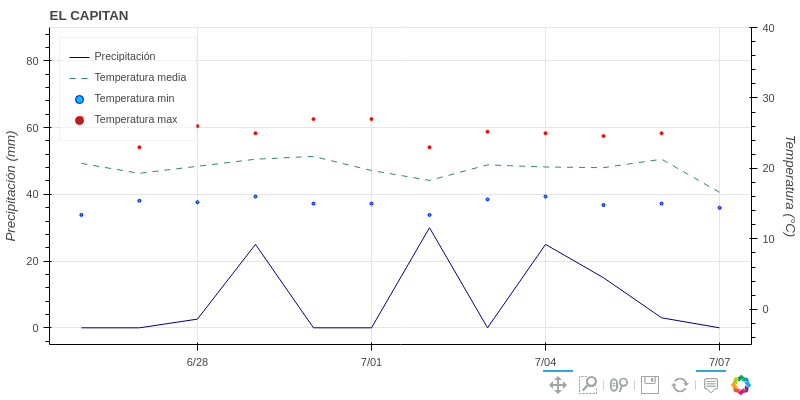 EL CAPITAN
Precipitación
Temperatura media
Temperatura min
Temperatura max
Precipitación (mm)
80
60
40
20
0
Temperatura (°C)
40
30
20
10
0
6/28
7/01
7/04
7/07